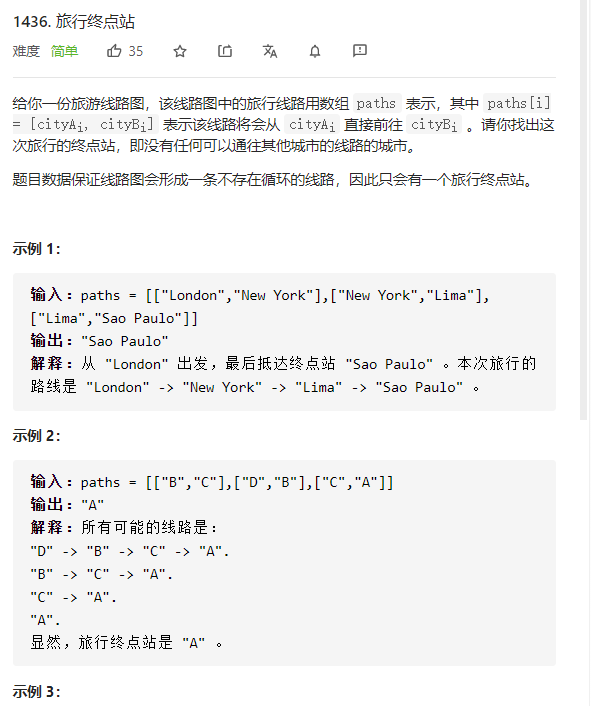 1436. 旅行终点站
难度 简单 35
给你一份旅游线路图，该线路图中的旅行线路用数组 paths 表示，其中 paths[i]
= [cityAi, cityBi] 表示该线路将会从 cityAi 直接前往 cityBi 。请你找出这
次旅行的终点站，即没有任何可以通往其他城市的线路的城市。
题目数据保证线路图会形成一条不存在循环的线路，因此只会有一个旅行终点站。
示例 1：
输入：paths = [["London","New York"],["New York","Lima"],
["Lima","Sao Paulo"]]
输出："Sao Paulo"
解释：从 "London" 出发，最后抵达终点站 "Sao Paulo" 。本次旅行的
路线是 "London" -> "New York" -> "Lima" -> "Sao Paulo" 。
示例 2：
输入：paths = [["B","C"],["D","B"],["C","A"]]
输出："A"
解释：所有可能的线路是：
"D" -> "B" -> "C" -> "A".
"B" -> "C" -> "A".
"C" -> "A".
"A".
显然，旅行终点站是 "A" 。
示例 3：